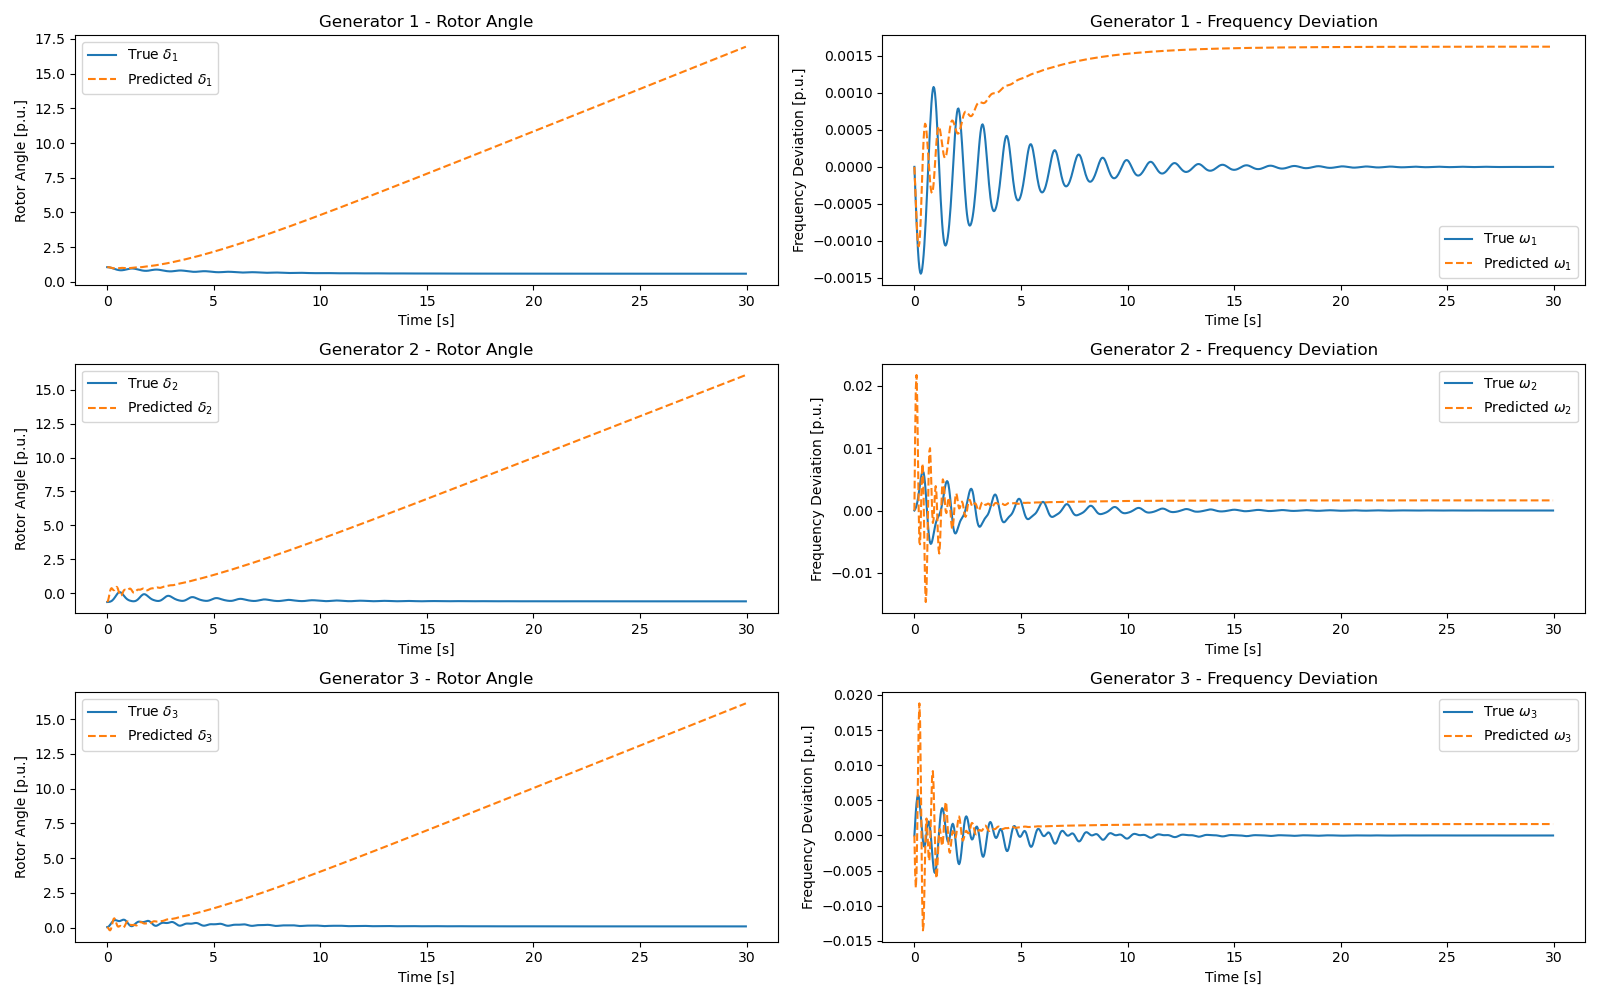 Generator 1 - Rotor Angle
17.5
15.0
12.5
10.0
7.5
5.0
2.5
0.0
Rotor Angle [p.u.]
True δ₁
Predicted δ₁
0 5 10 15 20 25 30
Time [s]
Generator 1 - Frequency Deviation
0.0015
0.0010
0.0005
0.0000
−0.0005
−0.0010
−0.0015
Frequency Deviation [p.u.]
True ω₁
Predicted ω₁
0 5 10 15 20 25 30
Time [s]
Generator 2 - Rotor Angle
15.0
12.5
10.0
7.5
5.0
2.5
0.0
Rotor Angle [p.u.]
True δ₂
Predicted δ₂
0 5 10 15 20 25 30
Time [s]
Generator 2 - Frequency Deviation
0.02
0.01
0.00
−0.01
Frequency Deviation [p.u.]
True ω₂
Predicted ω₂
0 5 10 15 20 25 30
Time [s]
Generator 3 - Rotor Angle
15.0
12.5
10.0
7.5
5.0
2.5
0.0
Rotor Angle [p.u.]
True δ₃
Predicted δ₃
0 5 10 15 20 25 30
Time [s]
Generator 3 - Frequency Deviation
0.020
0.015
0.010
0.005
0.000
−0.005
−0.010
−0.015
Frequency Deviation [p.u.]
True ω₃
Predicted ω₃
0 5 10 15 20 25 30
Time [s]